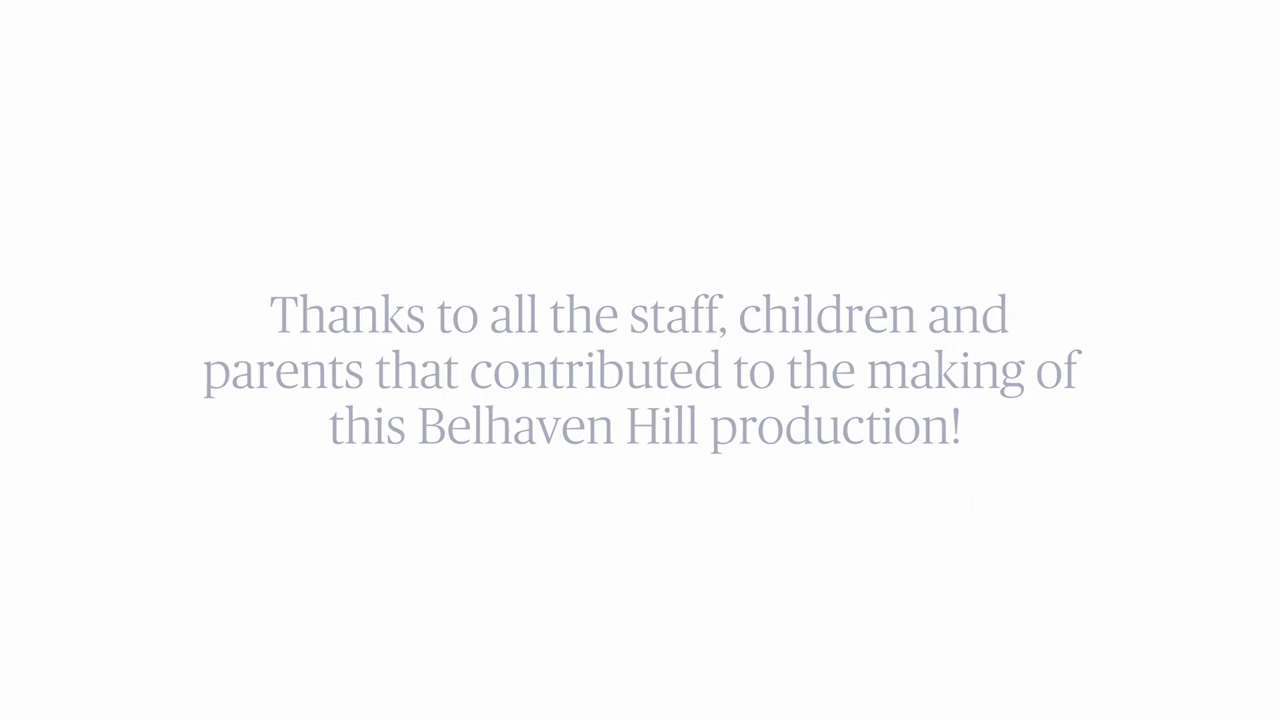 Thanks to all the staff, children and
parents that contributed to the making of
this Belhaven Hill production!